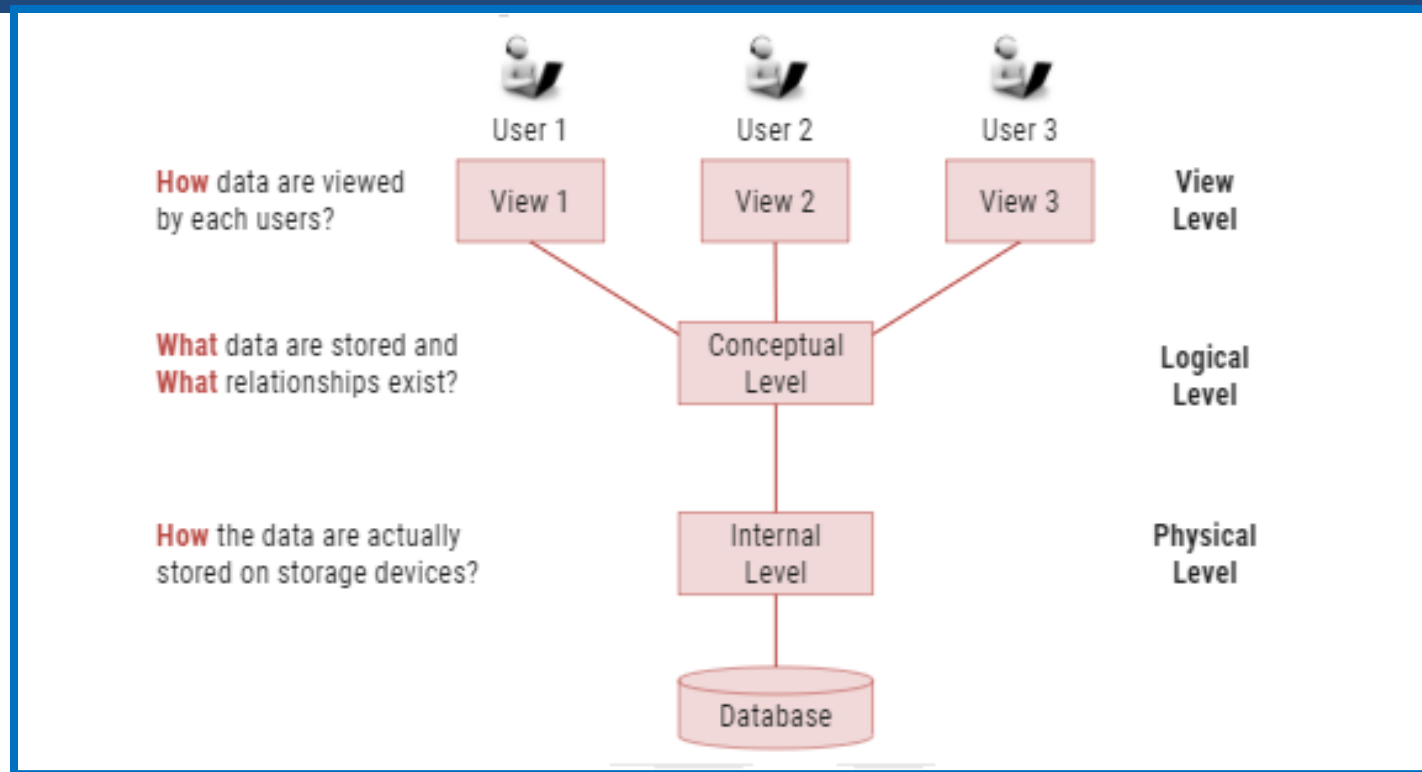 User 1
User 2
User 3
How data are viewed
by each users?
View 1
View 2
View 3
View
Level
What data are stored and
What relationships exist?
Conceptual
Level
Logical
Level
How the data are actually
stored on storage devices?
Internal
Level
Physical
Level
Database